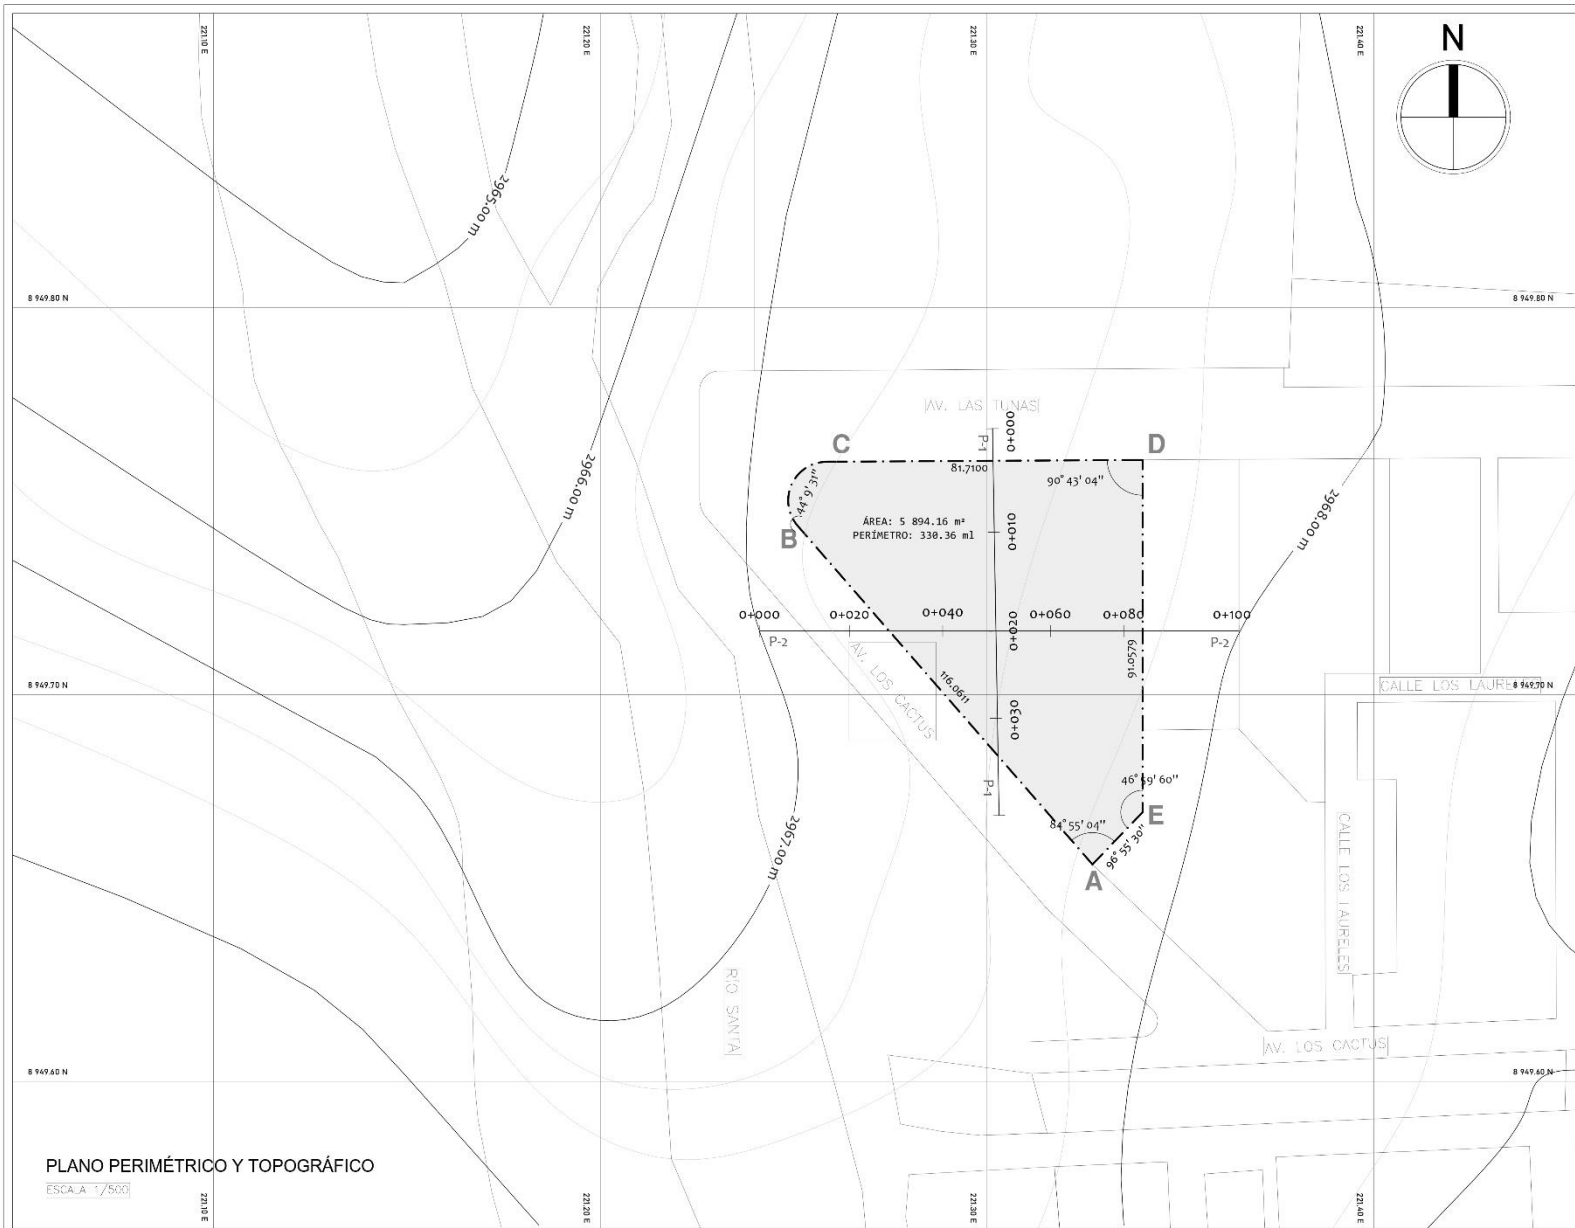 221.10 E
221.20 E
221.30 E
221.40 E
N
2965.00 m
8 949.80 N
8 949.80 N
AV. LAS TUNAS
0+000
P-1
C
D
81.7100
90° 43' 04"
44° 9' 31"
2966.00 m
2968.00 m
ÁREA: 5 894.16 m²
PERÍMETRO: 330.36 ml
B
0+010
0+000
0+020
0+040
0+060
0+080
0+100
0+020
P-2
P-2
91.0579
AV. LOS CACTUS
116.0611
8 949.70 N
CALLE LOS LAURE
8 949.70 N
0+030
P-1
46° 59' 60"
E
84° 55' 04"
96° 55' 30"
A
2967.00 m
CALLE LOS LAURELES
RÍO SANTA
AV. LOS CACTUS
8 949.60 N
8 949.60 N
PLANO PERIMÉTRICO Y TOPOGRÁFICO
ESCALA 1/500
221.10 E
221.20 E
221.30 E
221.40 E